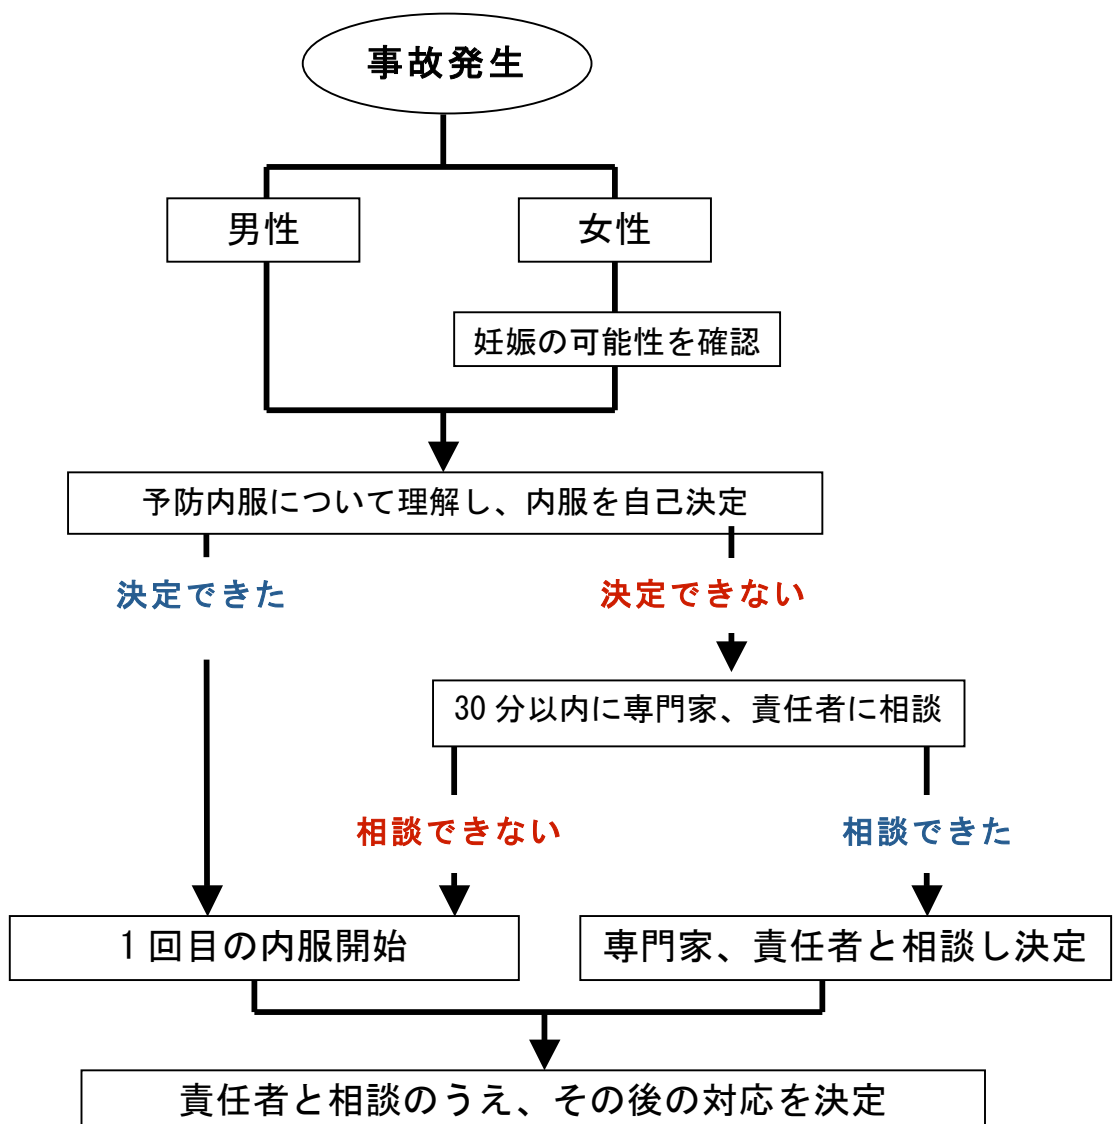 事故発生
男性
女性
妊娠の可能性を確認
予防内服について理解し、内服を自己決定
決定できた
決定できない
30分以内に専門家、責任者に相談
相談できない
相談できた
1回目の内服開始
専門家、責任者と相談し決定
責任者と相談のうえ、その後の対応を決定